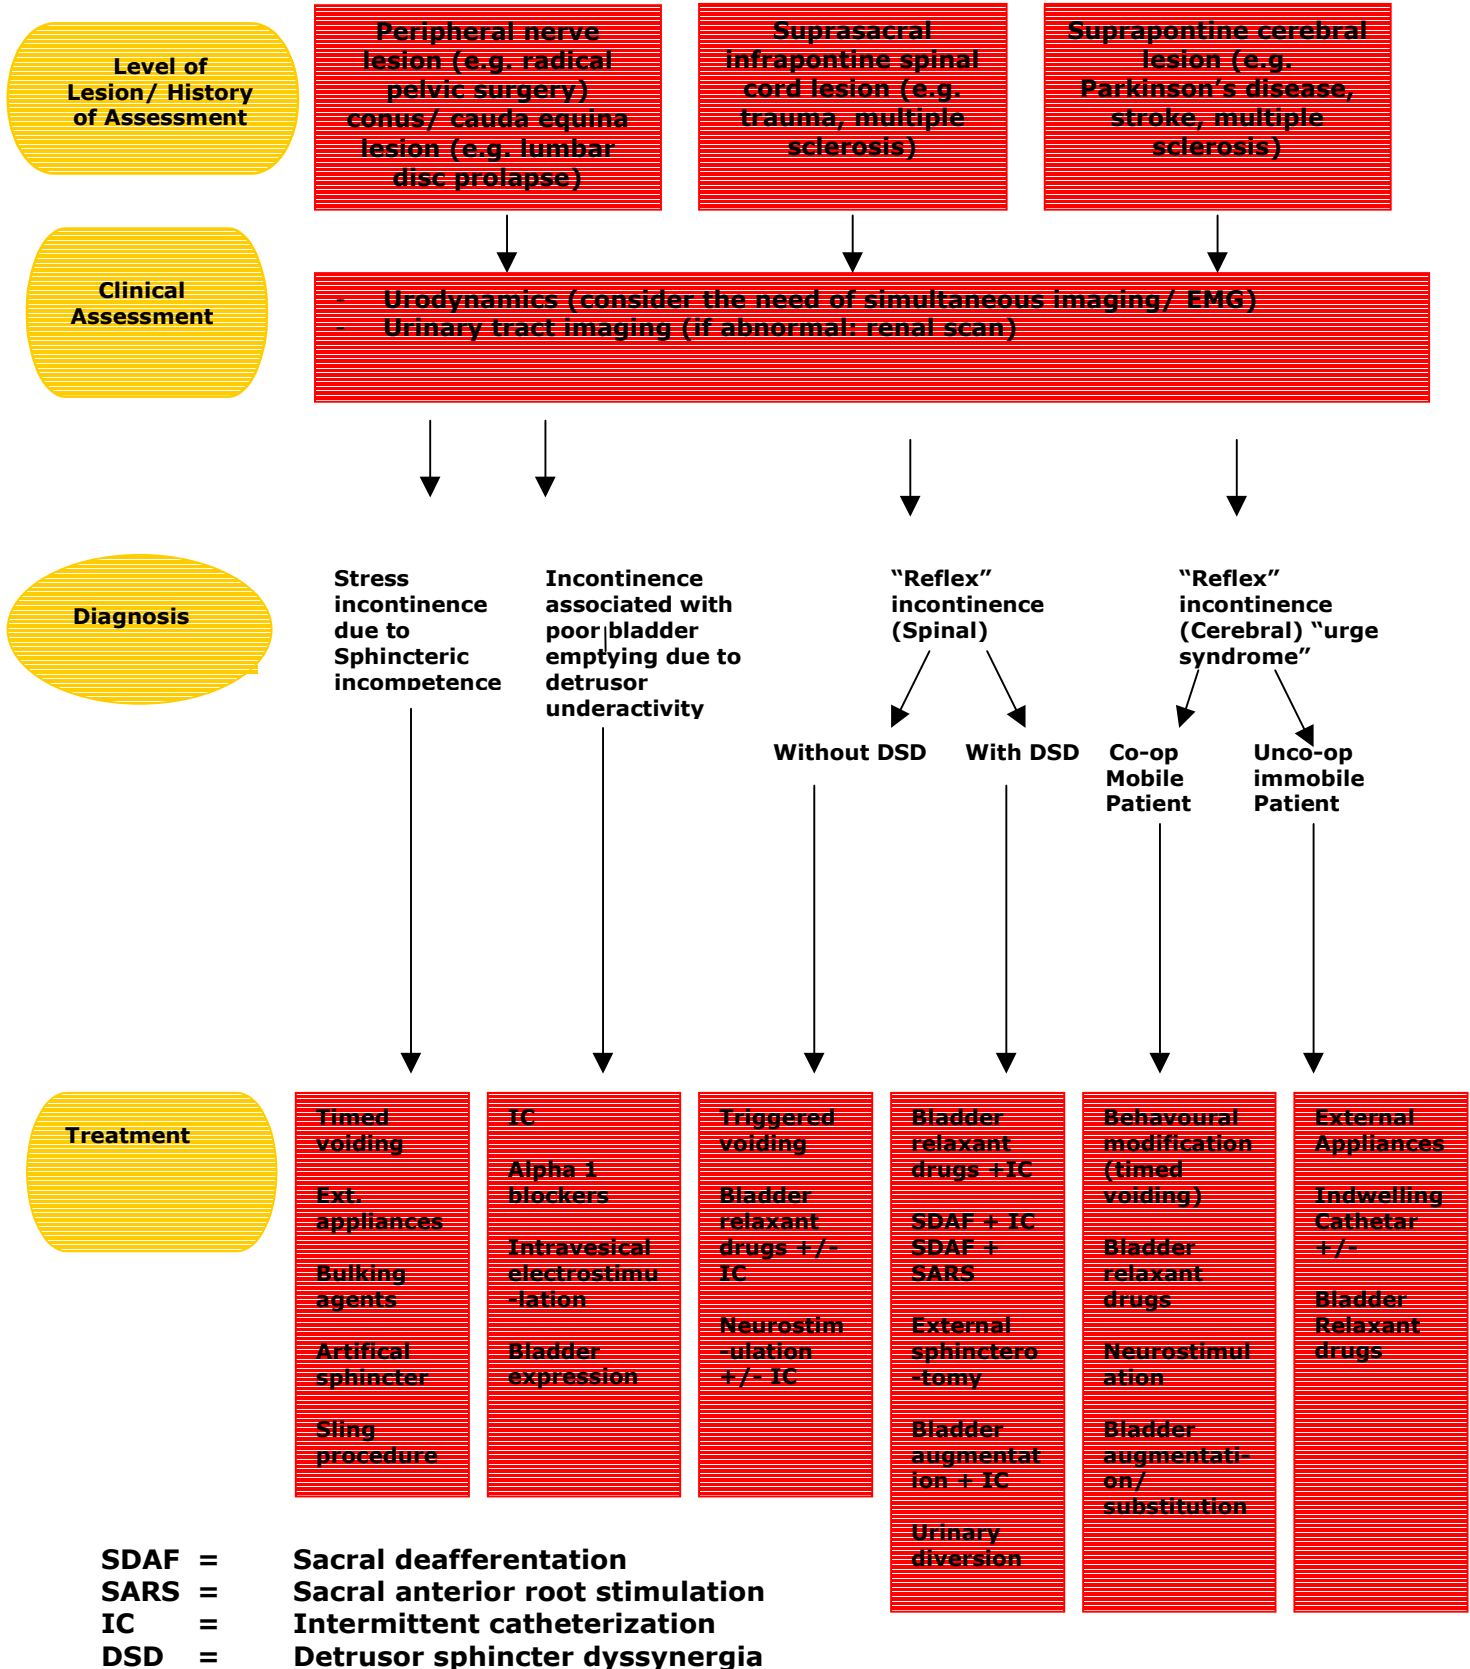 Level of
Lesion/ History
of Assessment
Peripheral nerve
lesion (e.g. radical
pelvic surgery)
conus/ cauda equina
lesion (e.g. lumbar
disc prolapse)
Suprasacral
infrapontine spinal
cord lesion (e.g.
trauma, multiple
sclerosis)
Suprapontine cerebral
lesion (e.g.
Parkinson’s disease,
stroke, multiple
sclerosis)
Clinical
Assessment
- Urodynamics (consider the need of simultaneous imaging/ EMG)
- Urinary tract imaging (if abnormal: renal scan)
Diagnosis
Stress
incontinence
due to
Sphincteric
incompetence
Incontinence
associated with
poor bladder
emptying due to
detrusor
underactivity
“Reflex”
incontinence
(Spinal)
“Reflex”
incontinence
(Cerebral) “urge
syndrome”
Without DSD
With DSD
Co-op
Mobile
Patient
Unco-op
immobile
Patient
Treatment
Timed
voiding
Ext.
appliances
Bulking
agents
Artifical
sphincter
Sling
procedure
IC
Alpha 1
blockers
Intravesical
electrostimu
-lation
Bladder
expression
Triggered
voiding
Bladder
relaxant
drugs +/-
IC
Neurostim
-ulation
+/- IC
Bladder
relaxant
drugs +IC
SDAF + IC
SDAF +
SARS
External
sphinctero
-tomy
Bladder
augmentat
ion + IC
Urinary
diversion
Behavoural
modification
(timed
voiding)
Bladder
relaxant
drugs
Neurostimul
ation
Bladder
augmentati-
on/
substitution
External
Appliances
Indwelling
Cathetar
+/-
Bladder
Relaxant
drugs
SDAF = Sacral deafferentation
SARS = Sacral anterior root stimulation
IC = Intermittent catheterization
DSD = Detrusor sphincter dyssynergia